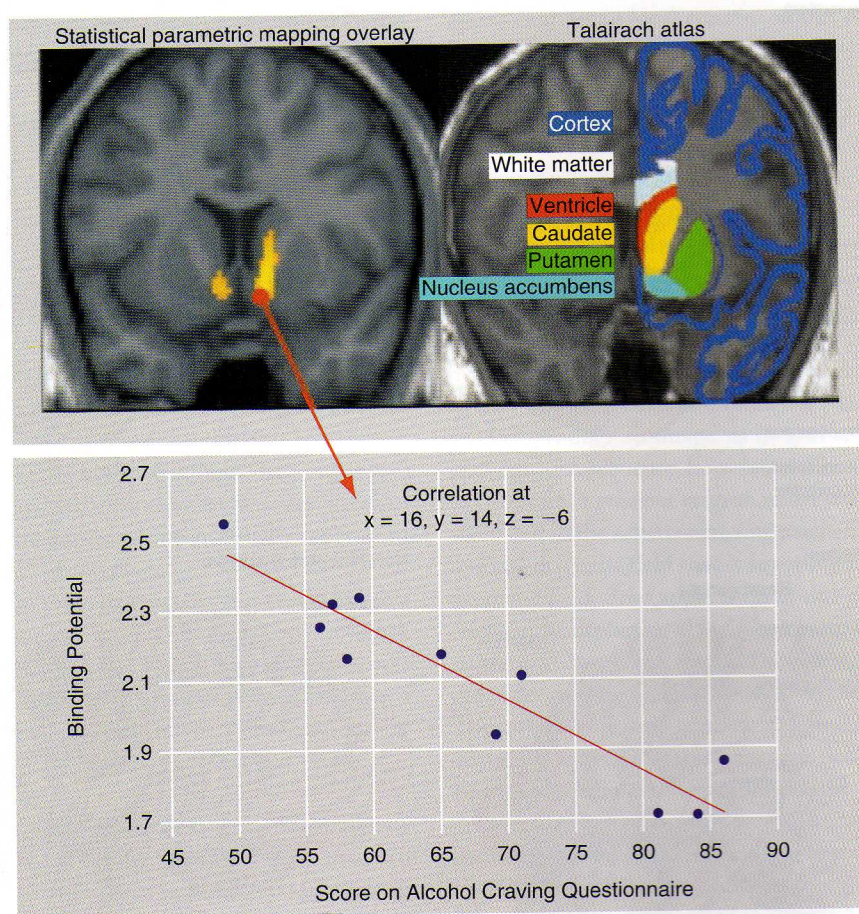 Statistical parametric mapping overlay
Talairach atlas
Cortex
White matter
Ventricle
Caudate
Putamen
Nucleus accumbens
Correlation at
x = 16, y = 14, z = −6
Binding Potential
2.7
2.5
2.3
2.1
1.9
1.7
45 50 55 60 65 70 75 80 85 90
Score on Alcohol Craving Questionnaire